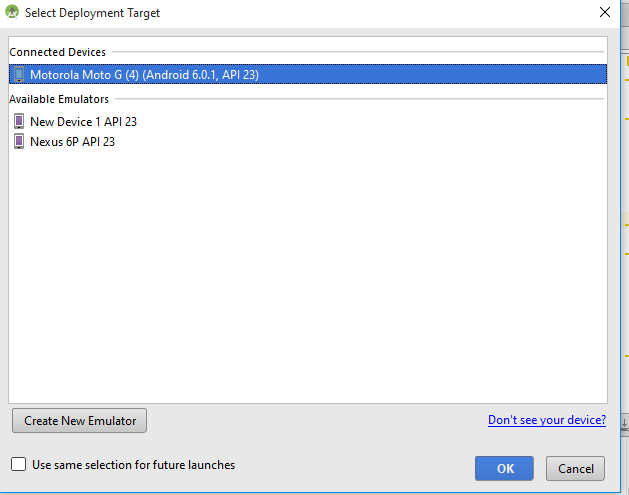 Select Deployment Target
Connected Devices
Motorola Moto G (4) (Android 6.0.1, API 23)
Available Emulators
New Device 1 API 23
Nexus 6P API 23
Create New Emulator
Don't see your device?
Use same selection for future launches
OK
Cancel